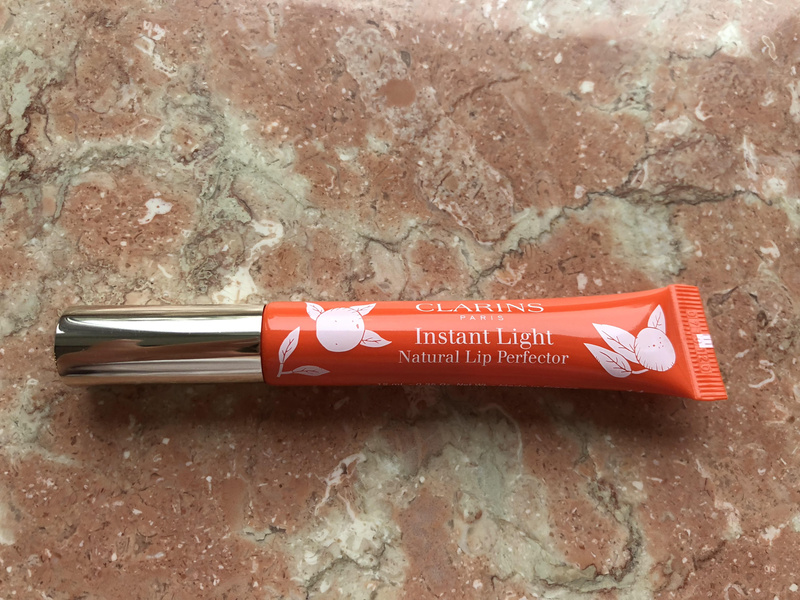 CLARINS
PARIS
Instant Light
Natural Lip Perfector